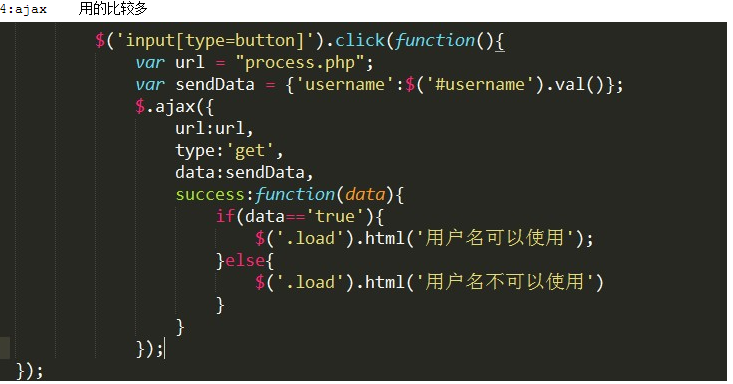 4:ajax    用的比较多
$('input[type=button]').click(function(){
var url = "process.php";
var sendData = {'username':$('#username').val()};
$.ajax({
url:url,
type:'get',
data:sendData,
success:function(data){
if(data=='true'){
$('.load').html('用户名可以使用');
}else{
$('.load').html('用户名不可以使用')
}
}
});
});